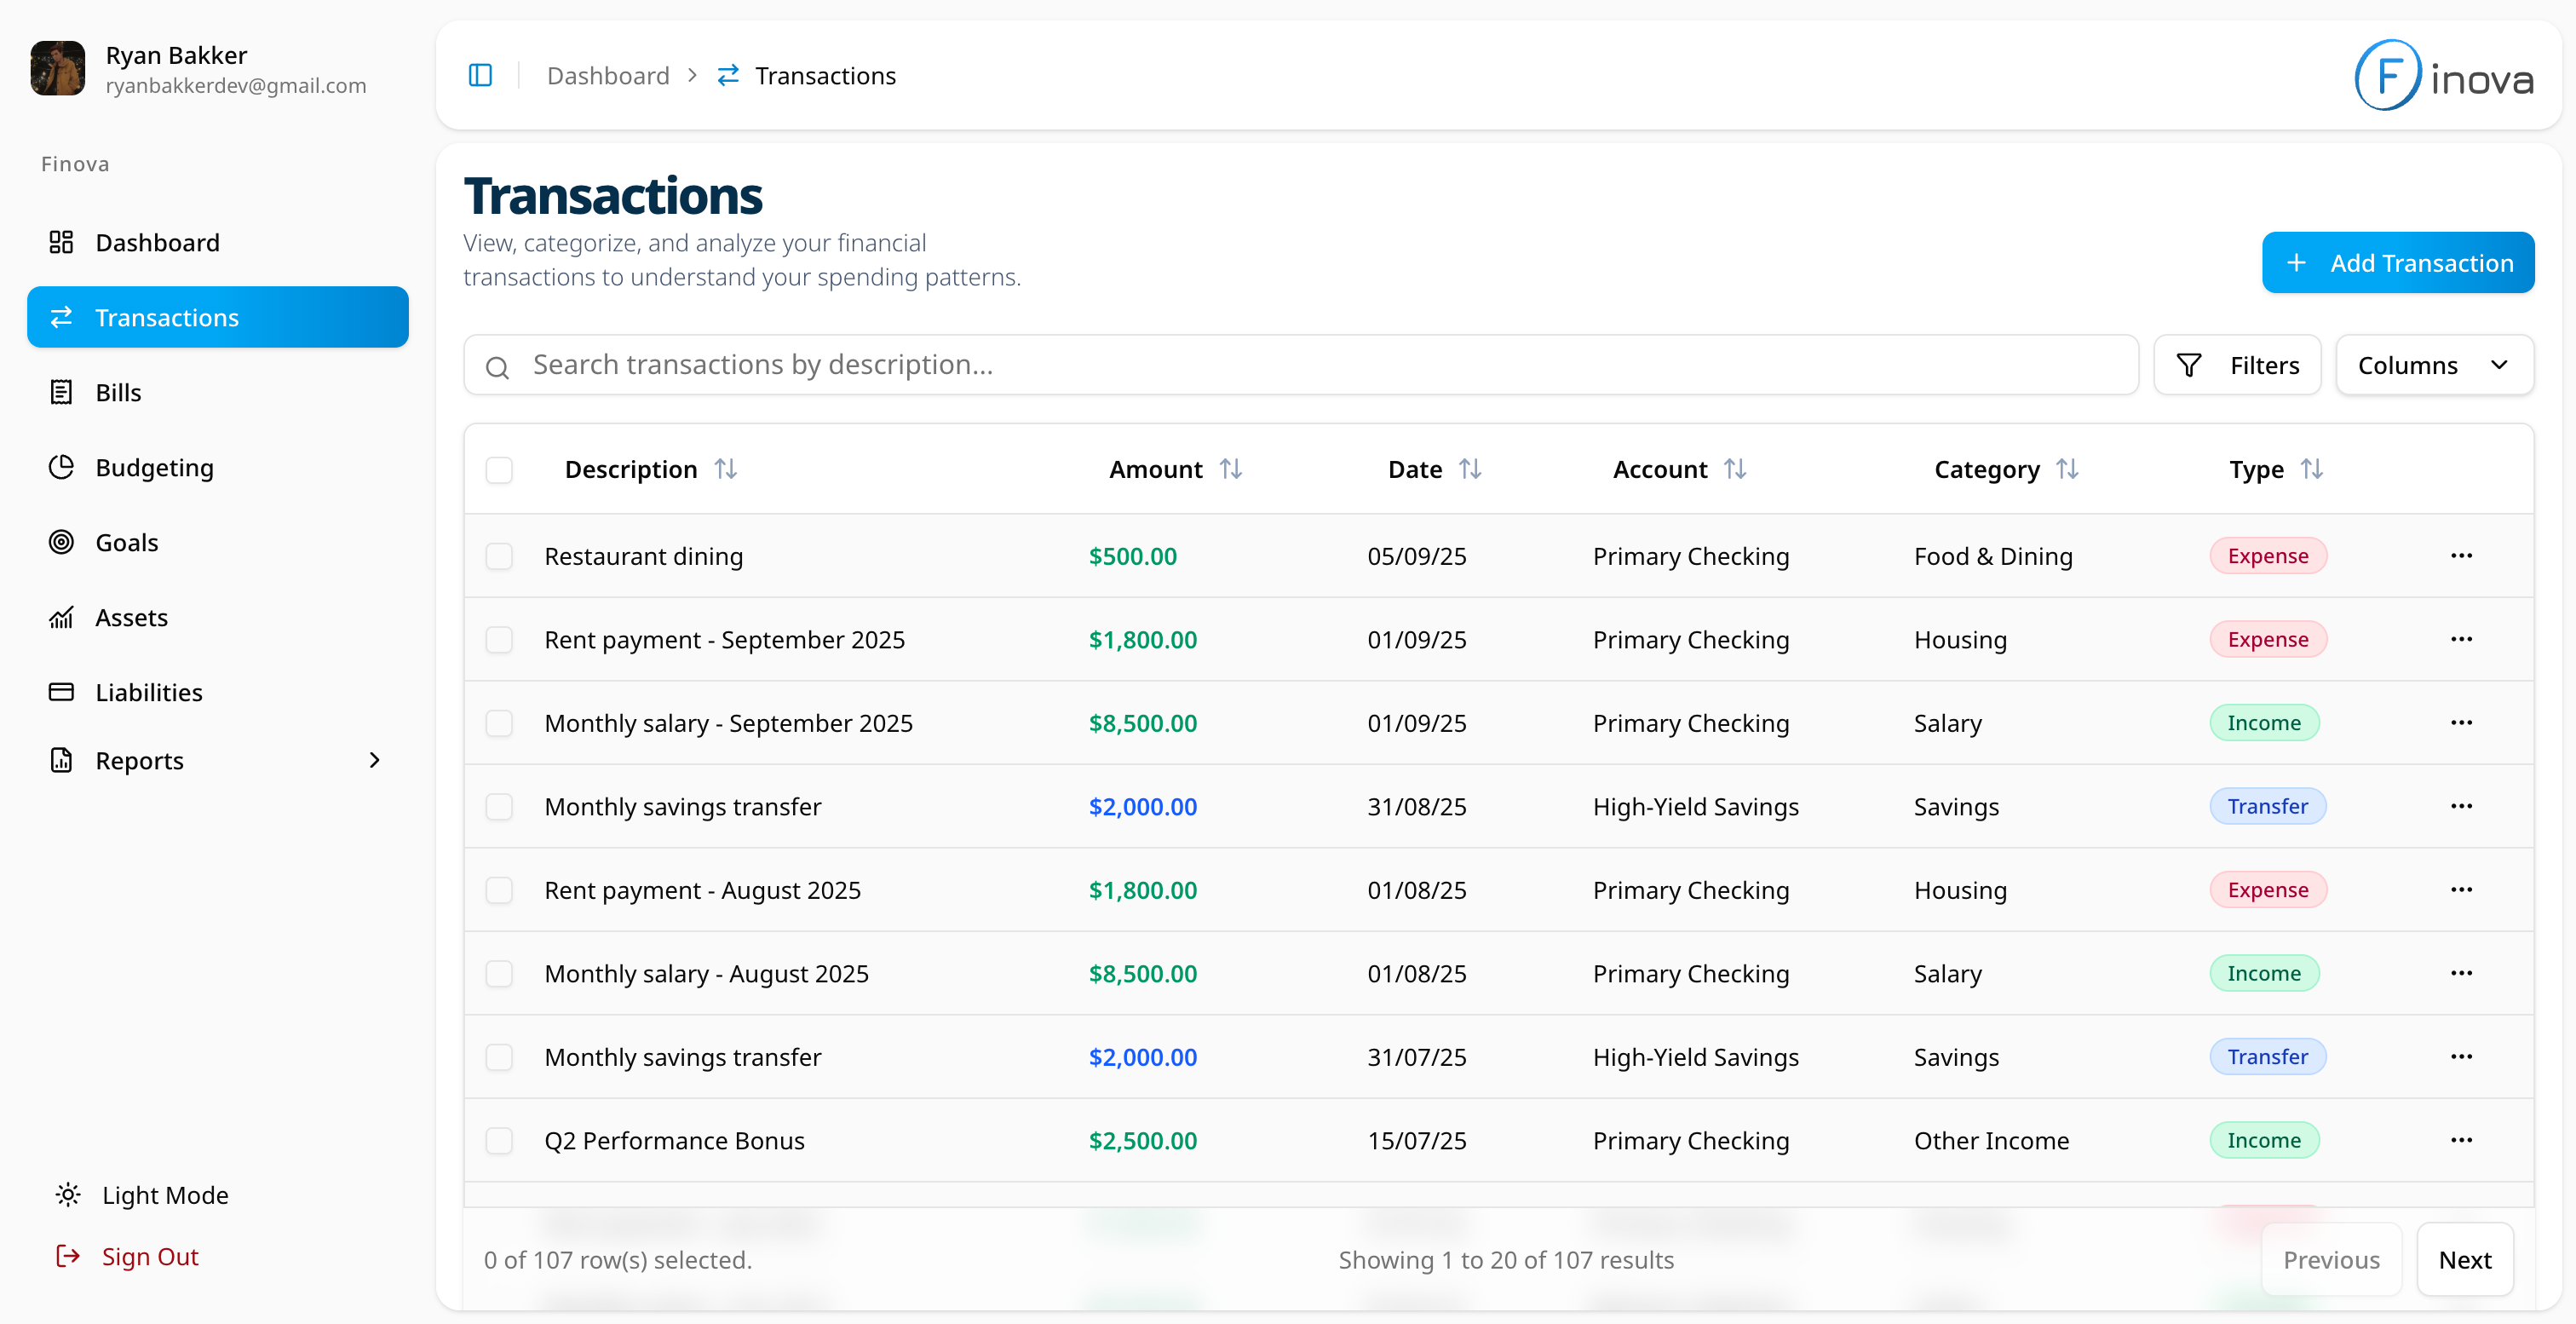 Ryan Bakker
ryanbakkerdev@gmail.com
Finova
Dashboard
Transactions
Bills
Budgeting
Goals
Assets
Liabilities
Reports
Light Mode
Sign Out
Dashboard > Transactions
Finova
Transactions
View, categorize, and analyze your financial
transactions to understand your spending patterns.
Add Transaction
Search transactions by description...
Filters
Columns
Description Amount Date Account Category Type
Restaurant dining $500.00 05/09/25 Primary Checking Food & Dining Expense
Rent payment - September 2025 $1,800.00 01/09/25 Primary Checking Housing Expense
Monthly salary - September 2025 $8,500.00 01/09/25 Primary Checking Salary Income
Monthly savings transfer $2,000.00 31/08/25 High-Yield Savings Savings Transfer
Rent payment - August 2025 $1,800.00 01/08/25 Primary Checking Housing Expense
Monthly salary - August 2025 $8,500.00 01/08/25 Primary Checking Salary Income
Monthly savings transfer $2,000.00 31/07/25 High-Yield Savings Savings Transfer
Q2 Performance Bonus $2,500.00 15/07/25 Primary Checking Other Income Income
0 of 107 row(s) selected.
Showing 1 to 20 of 107 results
Previous
Next